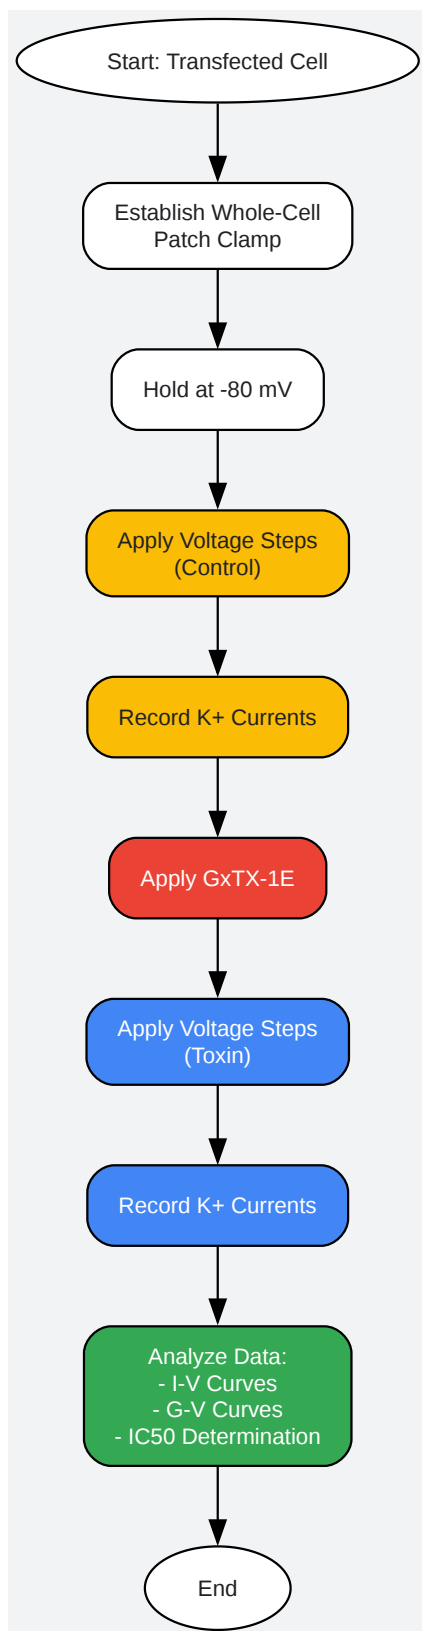 Start: Transfected Cell
Establish Whole-Cell
Patch Clamp
Hold at -80 mV
Apply Voltage Steps
(Control)
Record K+ Currents
Apply GxTX-1E
Apply Voltage Steps
(Toxin)
Record K+ Currents
Analyze Data:
- I-V Curves
- G-V Curves
- IC50 Determination
End